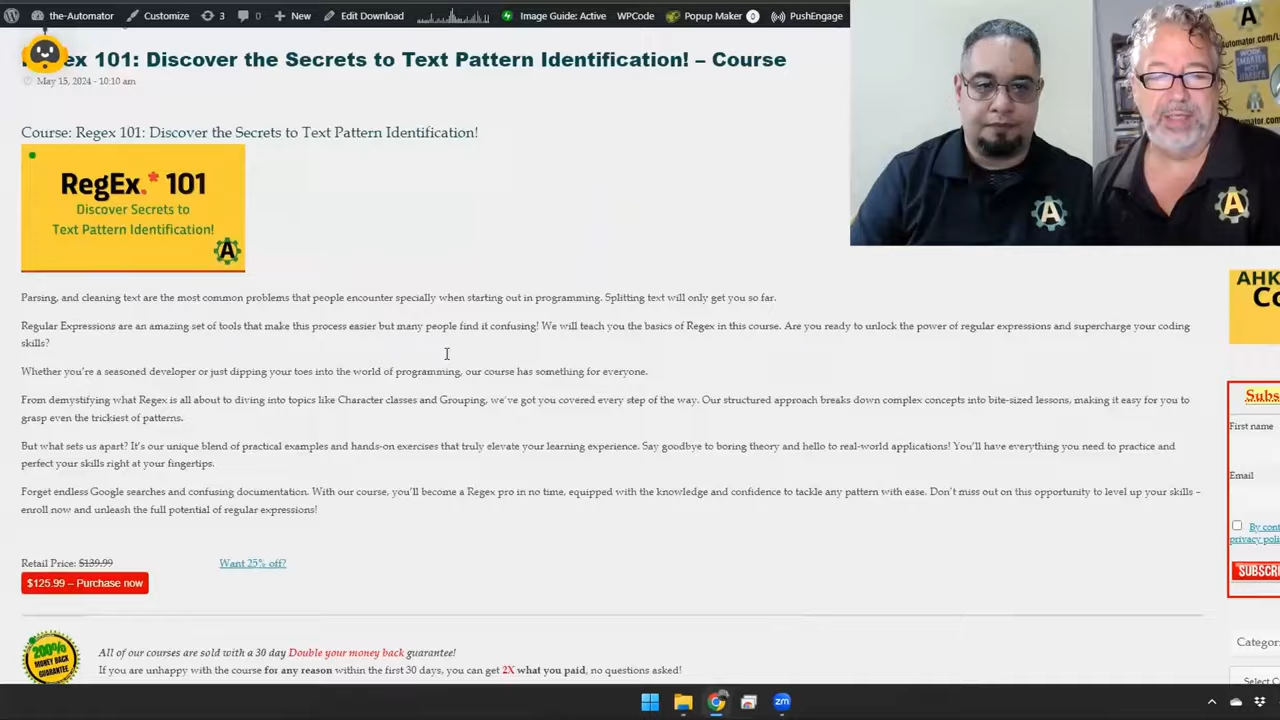 the-Automator Customize 3 0 New Edit Download Image Guide: Active WPCode Popup Maker 0 PushEngage
ex 101: Discover the Secrets to Text Pattern Identification! – Course
May 15, 2024 - 10:10 am
Course: Regex 101: Discover the Secrets to Text Pattern Identification!
RegEx.* 101
Discover Secrets to
Text Pattern Identification!
A
Parsing, and cleaning text are the most common problems that people encounter specially when starting out in programming. Splitting text will only get you so far.
Regular Expressions are an amazing set of tools that make this process easier but many people find it confusing! We will teach you the basics of Regex in this course. Are you ready to unlock the power of regular expressions and supercharge your coding
skills?
Whether you're a seasoned developer or just dipping your toes into the world of programming, our course has something for everyone.
From demystifying what Regex is all about to diving into topics like Character classes and Grouping, we've got you covered every step of the way. Our structured approach breaks down complex concepts into bite-sized lessons, making it easy for you to
grasp even the trickiest of patterns.
But what sets us apart? It's our unique blend of practical examples and hands-on exercises that truly elevate your learning experience. Say goodbye to boring theory and hello to real-world applications! You'll have everything you need to practice and
perfect your skills right at your fingertips.
Forget endless Google searches and confusing documentation. With our course, you'll become a Regex pro in no time, equipped with the knowledge and confidence to tackle any pattern with ease. Don't miss out on this opportunity to level up your skills –
enroll now and unleash the full potential of regular expressions!
Retail Price: $139.99 Want 25% off?
$125.99 – Purchase now
200%
MONEY BACK
GUARANTEE
All of our courses are sold with a 30 day Double your money back guarantee!
If you are unhappy with the course for any reason within the first 30 days, you can get 2X what you paid, no questions asked!
A
A
A
WORK
SMARTER
NOT
HARDER
AHK
Co
Subs
First name
Email
By cont
privacy poli
SUBSCRI
Categor
Select C
zm